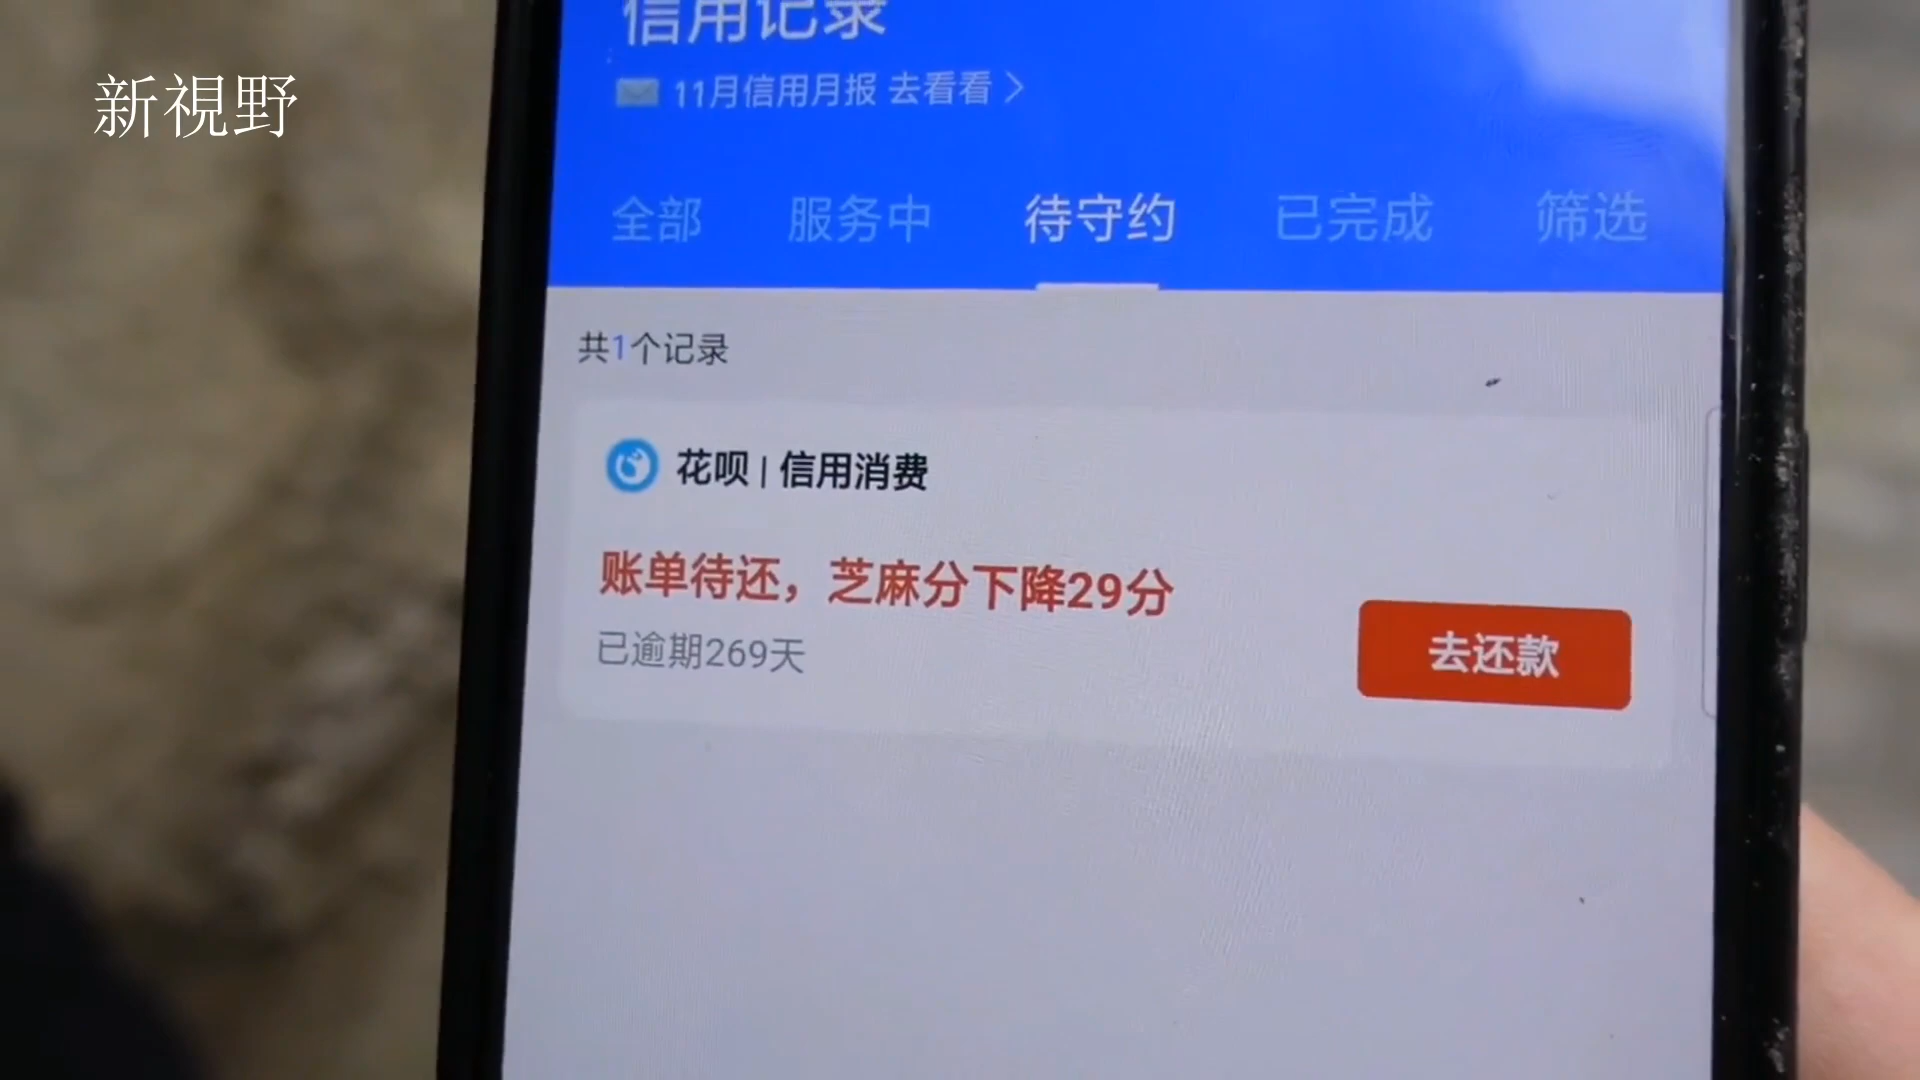 信用记录
新視野
11月信用月报 去看看 >
全部 服务中 待守约 已完成 筛选
共1个记录
花呗 | 信用消费
账单待还，芝麻分下降29分
已逾期269天
去还款